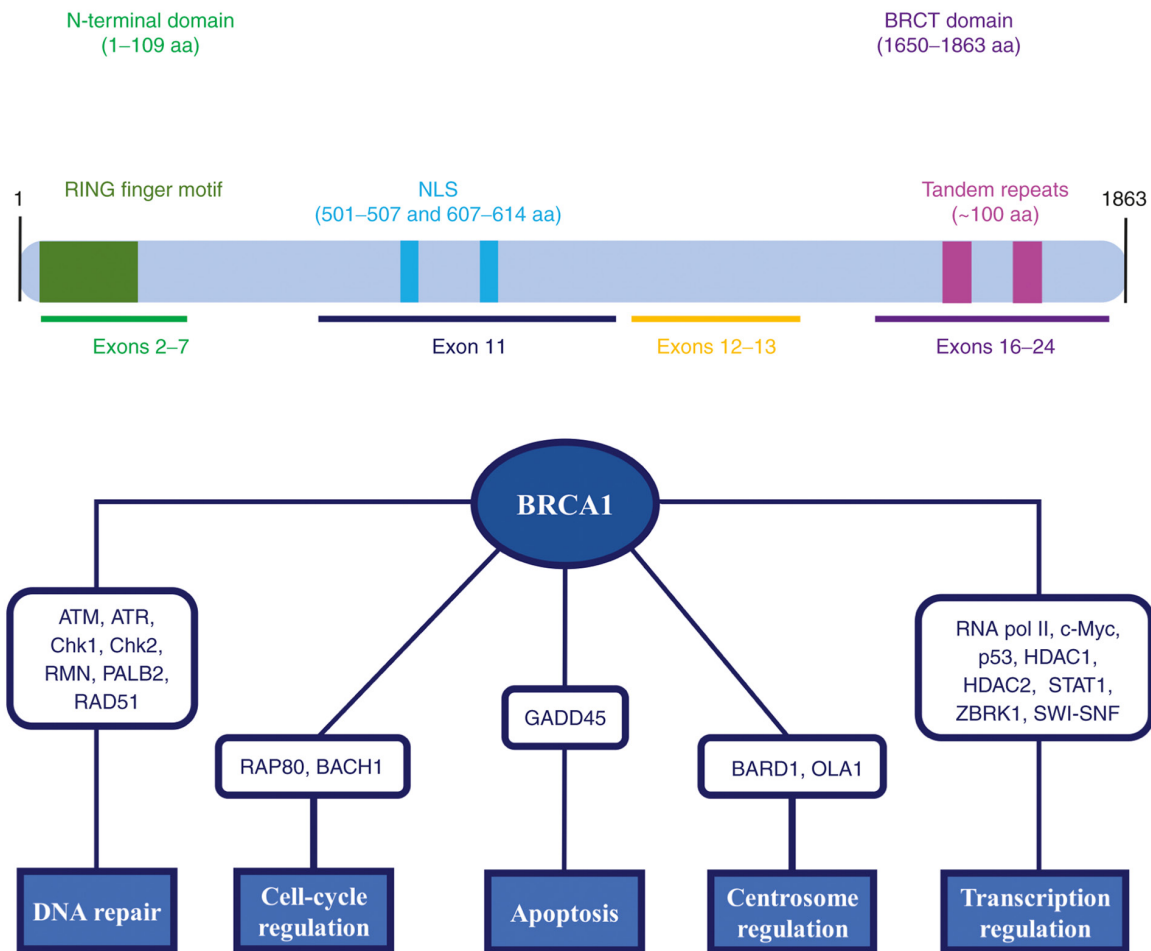 N-terminal domain
(1–109 aa)
BRCT domain
(1650–1863 aa)
1
RING finger motif
NLS
(501–507 and 607–614 aa)
Tandem repeats
(~100 aa)
1863
Exons 2–7
Exon 11
Exons 12–13
Exons 16–24
BRCA1
ATM, ATR,
Chk1, Chk2,
RMN, PALB2,
RAD51
RAP80, BACH1
GADD45
BARD1, OLA1
RNA pol II, c-Myc,
p53, HDAC1,
HDAC2, STAT1,
ZBRK1, SWI-SNF
DNA repair
Cell-cycle
regulation
Apoptosis
Centrosome
regulation
Transcription
regulation